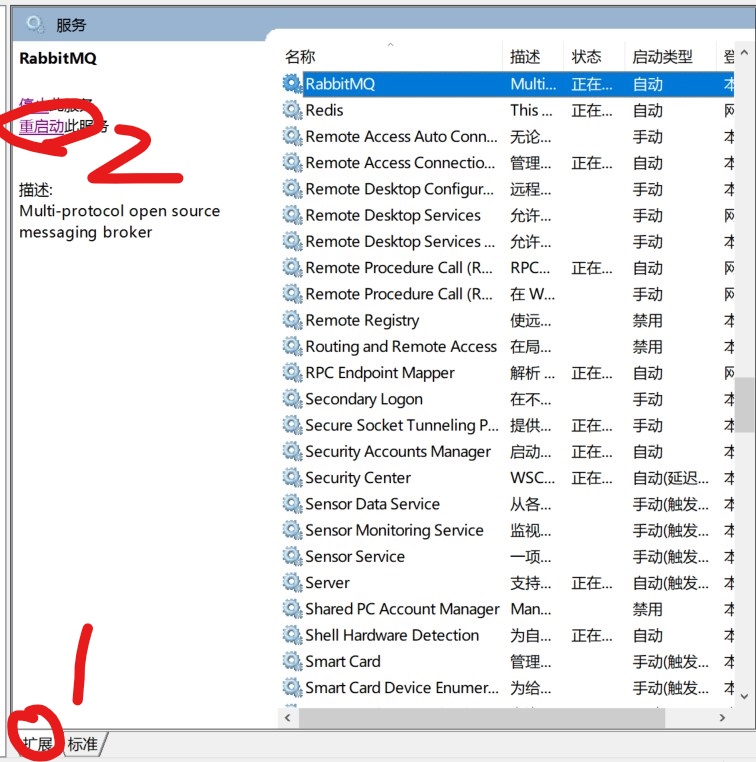 服务
RabbitMQ
停止此服务
重启动此服务
2
描述:
Multi-protocol open source
messaging broker
名称 描述 状态 启动类型 登
RabbitMQ Multi... 正在... 自动 本
Redis This ... 正在... 自动 网
Remote Access Auto Conn... 无论... 手动 本
Remote Access Connectio... 管理... 正在... 自动 本
Remote Desktop Configur... 远程... 手动 本
Remote Desktop Services 允许... 手动 网
Remote Desktop Services ... 允许... 手动 本
Remote Procedure Call (R... RPC... 正在... 自动 网
Remote Procedure Call (R... 在 W... 手动 网
Remote Registry 使远... 禁用 本
Routing and Remote Access 在局... 禁用 本
RPC Endpoint Mapper 解析 ... 正在... 自动 网
Secondary Logon 在不... 手动 本
Secure Socket Tunneling P... 提供... 正在... 手动 本
Security Accounts Manager 启动... 正在... 自动 本
Security Center WSC... 正在... 自动(延迟... 本
Sensor Data Service 从各... 手动(触发... 本
Sensor Monitoring Service 监视... 手动(触发... 本
Sensor Service 一项... 手动(触发... 本
Server 支持... 正在... 自动(触发... 本
Shared PC Account Manager Man... 禁用 本
Shell Hardware Detection 为自... 正在... 自动 本
Smart Card 管理... 手动(触发... 本
Smart Card Device Enumer... 为给... 手动(触发... 本
1
扩展 标准